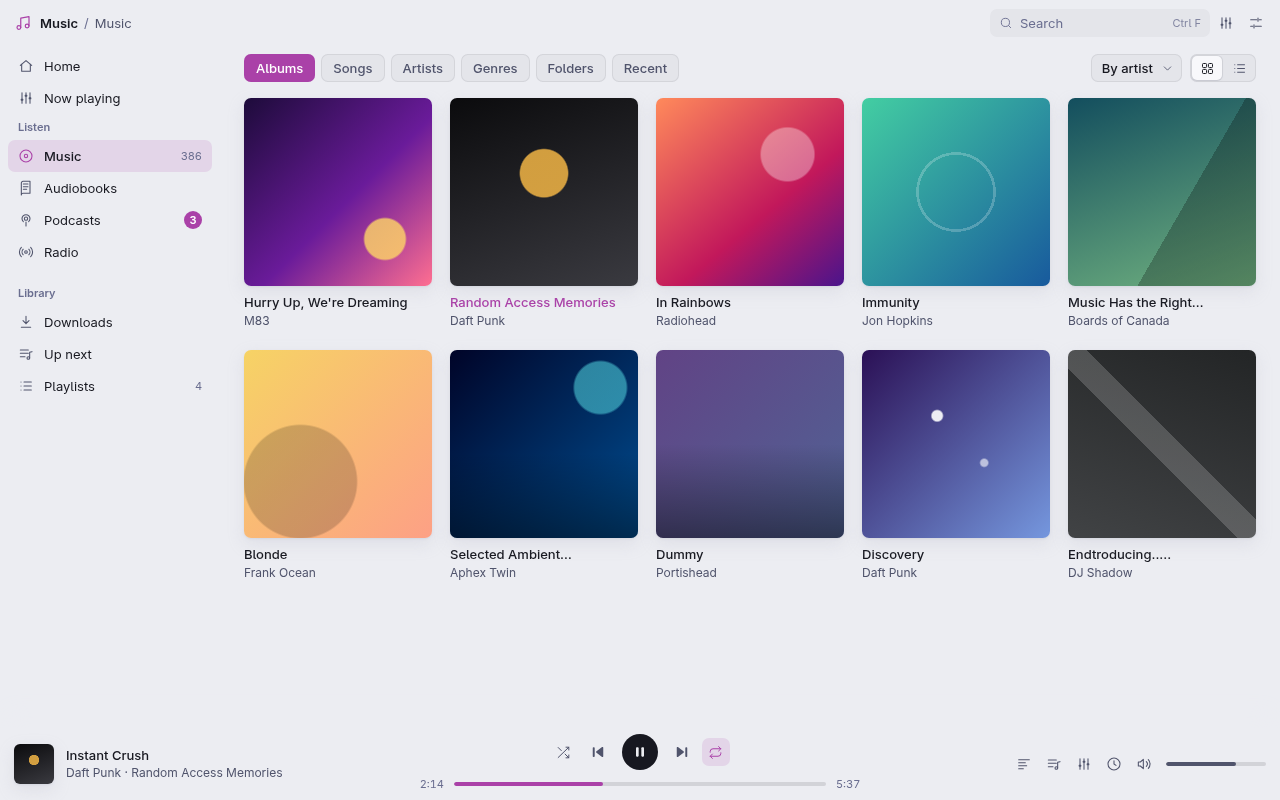 Music / Music
Search Ctrl F
Home
Now playing
Listen
Music 386
Audiobooks
Podcasts 3
Radio
Library
Downloads
Up next
Playlists 4
Albums Songs Artists Genres Folders Recent
By artist
Hurry Up, We're Dreaming
M83
Random Access Memories
Daft Punk
In Rainbows
Radiohead
Immunity
Jon Hopkins
Music Has the Right...
Boards of Canada
Blonde
Frank Ocean
Selected Ambient...
Aphex Twin
Dummy
Portishead
Discovery
Daft Punk
Endtroducing.....
DJ Shadow
Instant Crush
Daft Punk · Random Access Memories
2:14 5:37